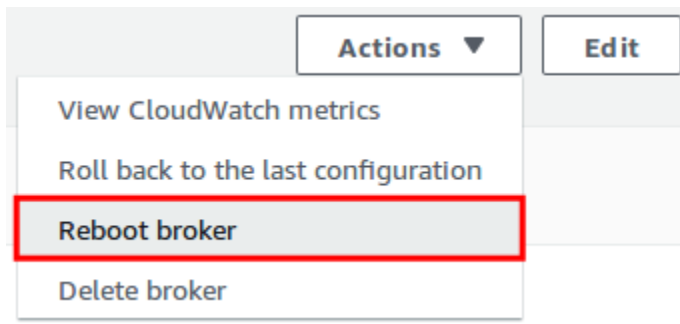 Actions ▼ Edit
View CloudWatch metrics
Roll back to the last configuration
Reboot broker
Delete broker